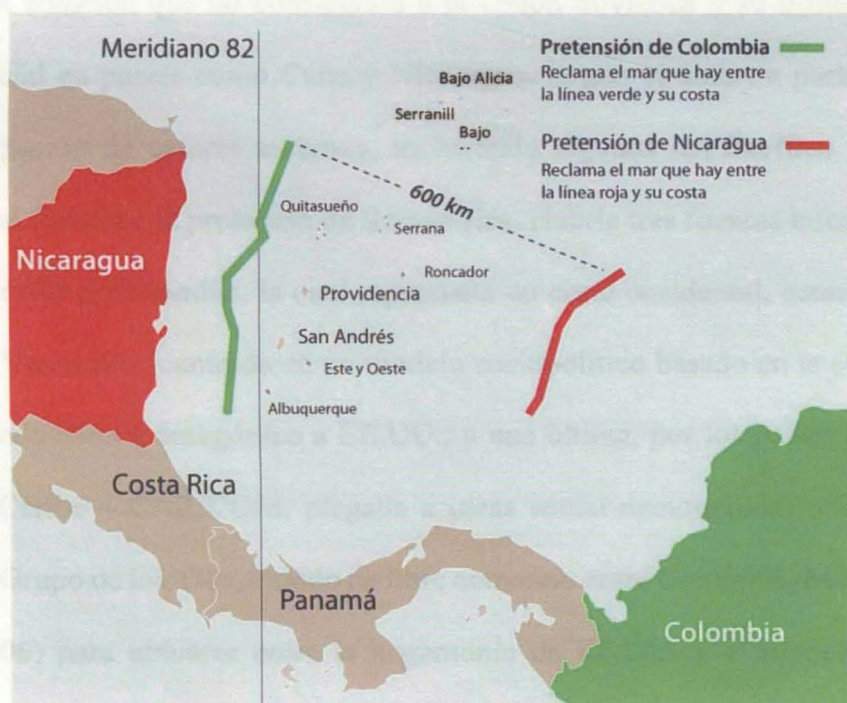 Meridiano 82
Pretensión de Colombia
Reclama el mar que hay entre
la línea verde y su costa
Pretensión de Nicaragua
Reclama el mar que hay entre
la línea roja y su costa
Bajo Alicia
Serranill
Bajo
600 km
Quitasueño
Serrana
Nicaragua
Roncador
Providencia
San Andrés
Este y Oeste
Albuquerque
Costa Rica
Panamá
Colombia